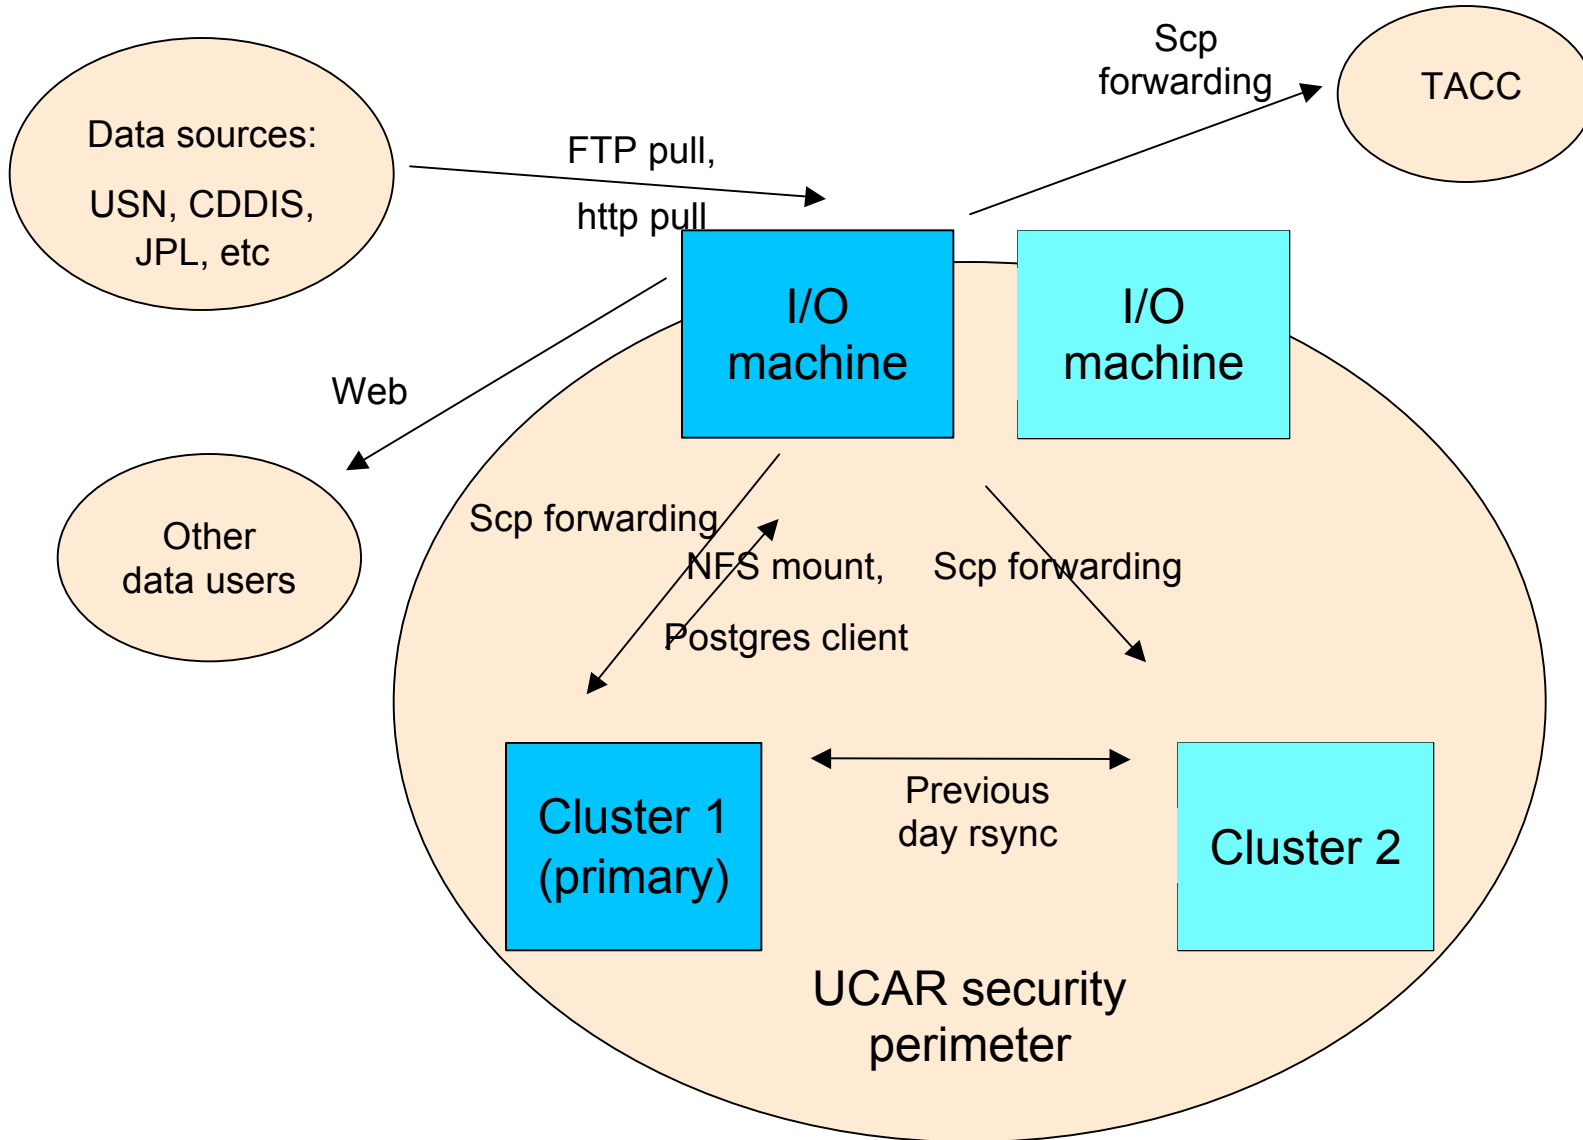 Scp
forwarding
TACC
Data sources:
USN, CDDIS,
JPL, etc
FTP pull,
http pull
I/O
machine
I/O
machine
Web
Other
data users
Scp forwarding
NFS mount,
Postgres client
Scp forwarding
Cluster 1
(primary)
Previous
day rsync
Cluster 2
UCAR security
perimeter